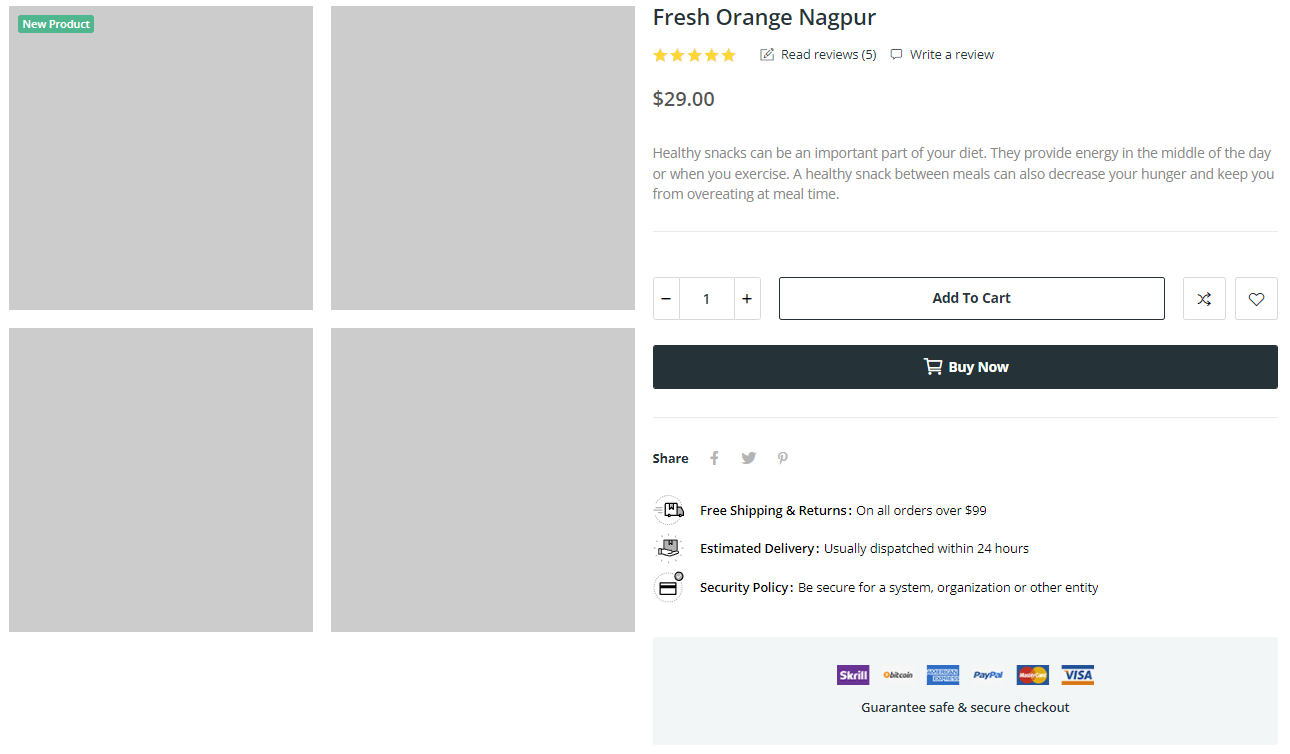 New Product
Fresh Orange Nagpur
Read reviews (5) Write a review
$29.00
Healthy snacks can be an important part of your diet. They provide energy in the middle of the day
or when you exercise. A healthy snack between meals can also decrease your hunger and keep you
from overeating at meal time.
− 1 + Add To Cart
Buy Now
Share
Free Shipping & Returns: On all orders over $99
Estimated Delivery: Usually dispatched within 24 hours
Security Policy: Be secure for a system, organization or other entity
Skrill bitcoin AMERICAN EXPRESS PayPal MasterCard VISA
Guarantee safe & secure checkout